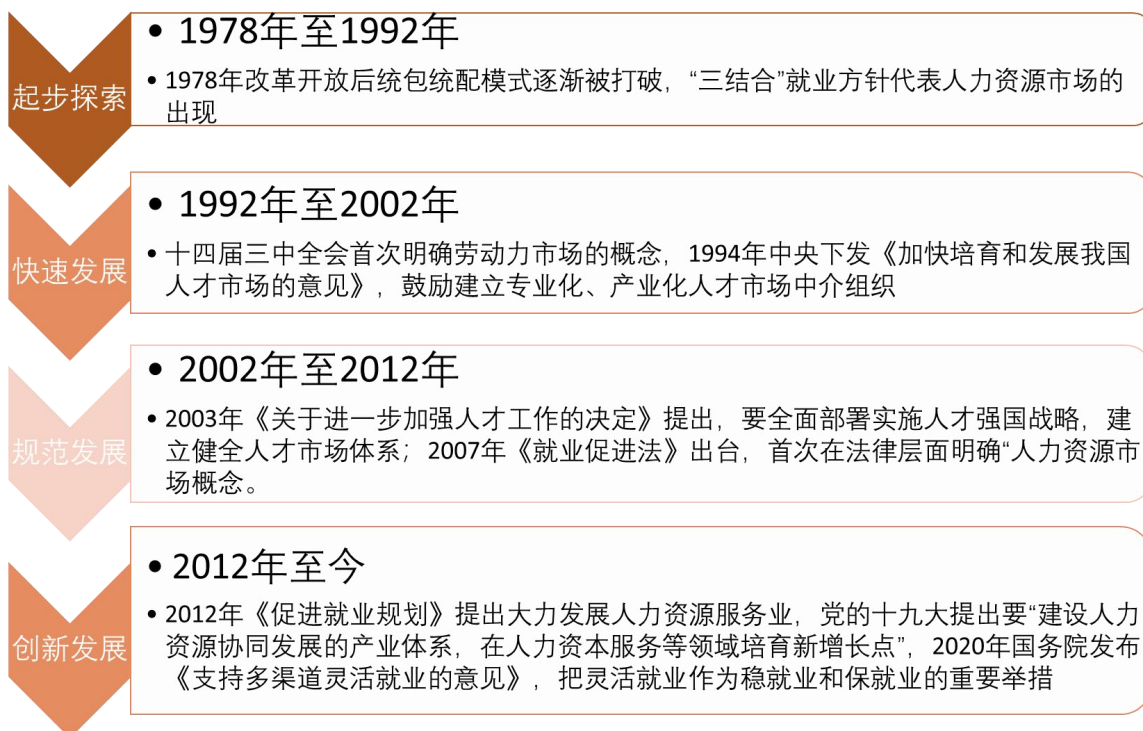 起步探索
• 1978年至1992年
• 1978年改革开放后统包统配模式逐渐被打破，“三结合”就业方针代表人力资源市场的
出现
快速发展
• 1992年至2002年
• 十四届三中全会首次明确劳动力市场的概念，1994年中央下发《加快培育和发展我国
人才市场的意见》，鼓励建立专业化、产业化人才市场中介组织
规范发展
• 2002年至2012年
• 2003年《关于进一步加强人才工作的决定》提出，要全面部署实施人才强国战略，建
立健全人才市场体系；2007年《就业促进法》出台，首次在法律层面明确“人力资源市
场概念。
创新发展
• 2012年至今
• 2012年《促进就业规划》提出大力发展人力资源服务业，党的十九大提出要“建设人力
资源协同发展的产业体系，在人力资本服务等领域培育新增长点”，2020年国务院发布
《支持多渠道灵活就业的意见》，把灵活就业作为稳就业和保就业的重要举措